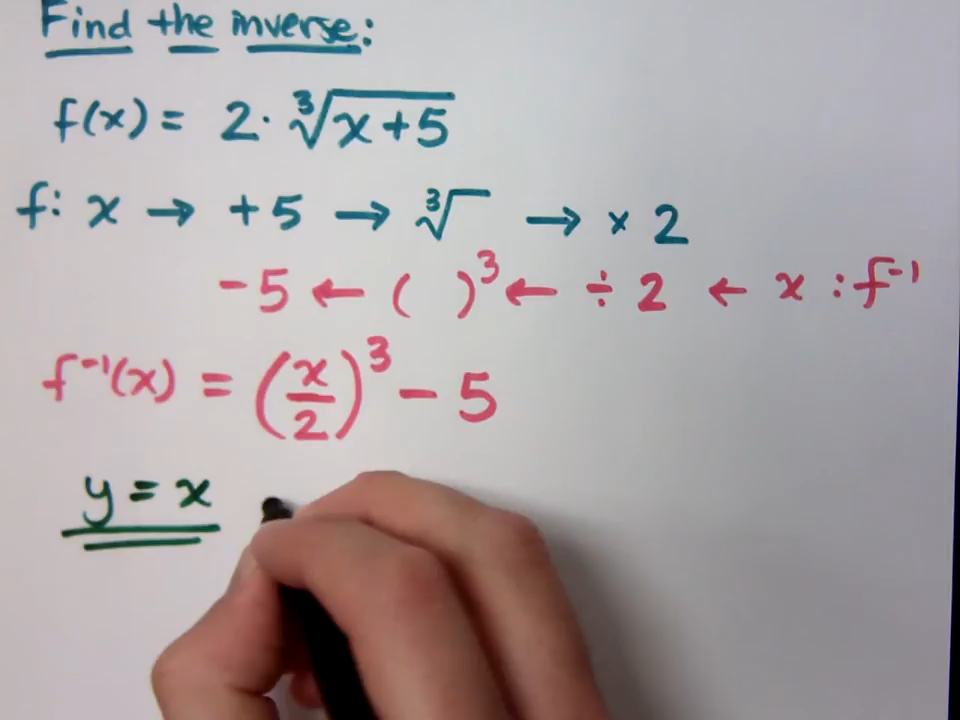 Find the inverse:
f(x) = 2 · ∛(x+5)
f: x → +5 → ∛ → × 2
-5 ← ( )³ ← ÷ 2 ← x : f⁻¹
f⁻¹(x) = (x/2)³ - 5
y = x